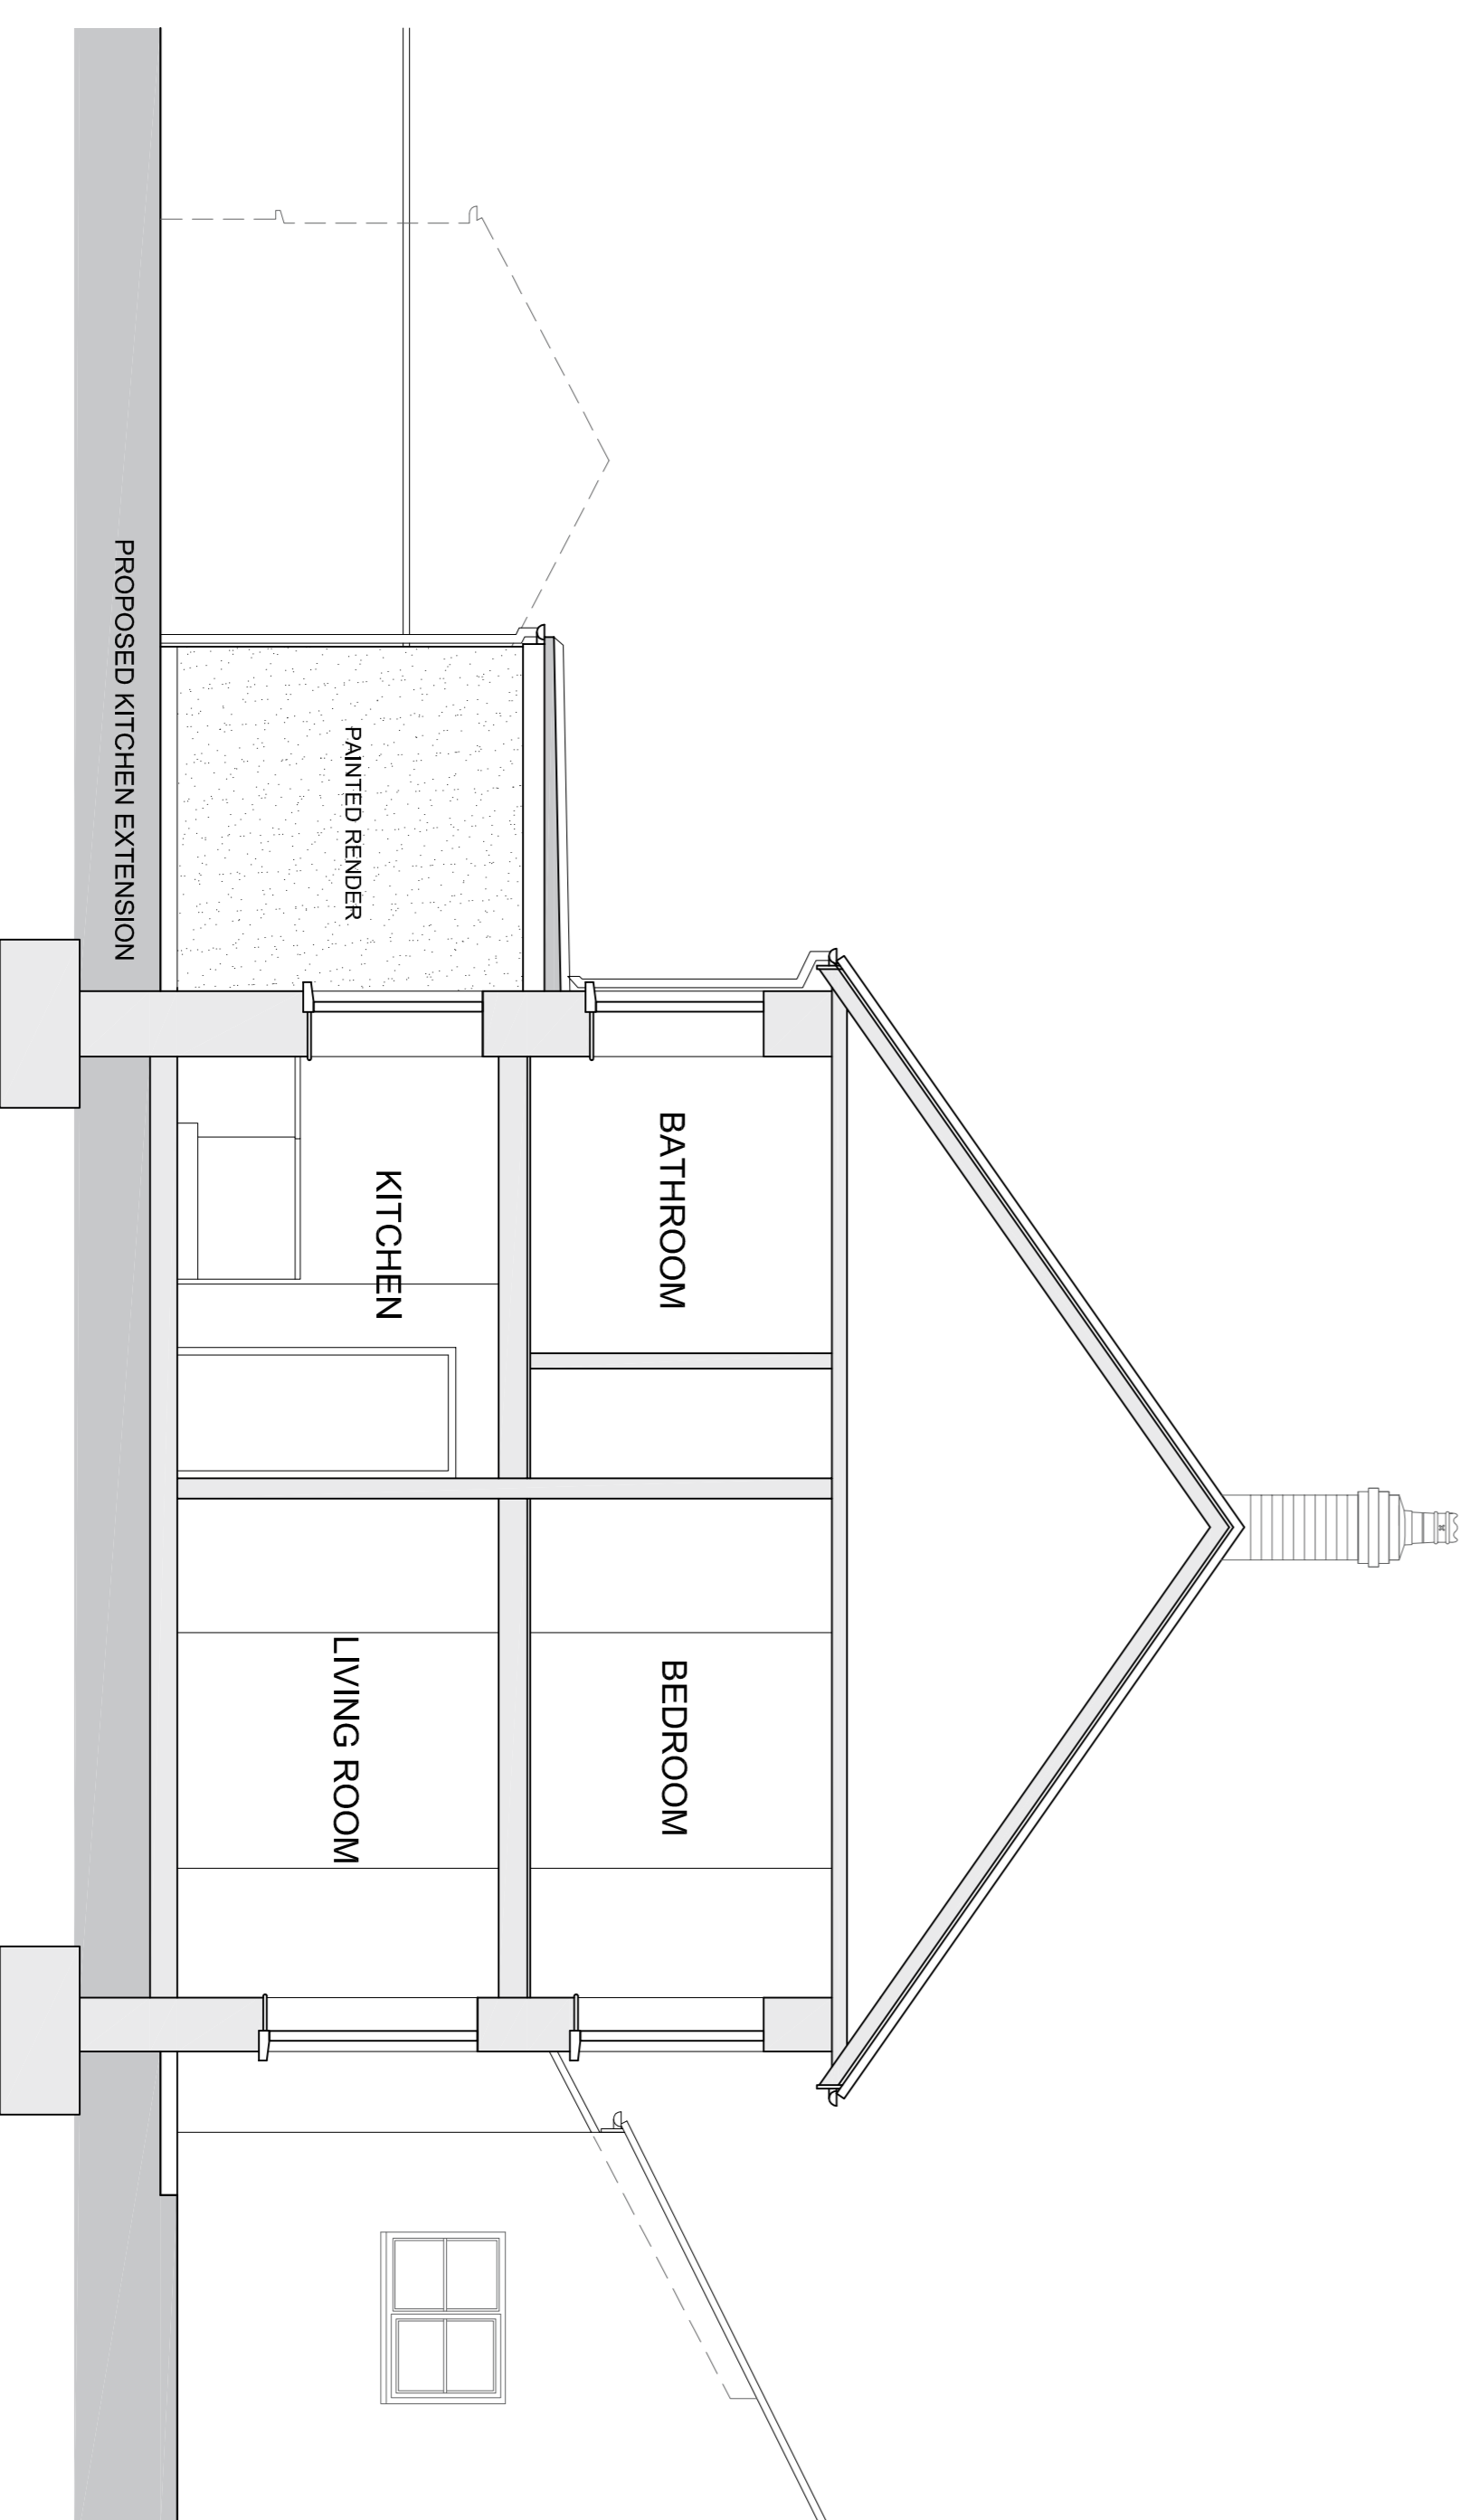 BATHROOM
BEDROOM
KITCHEN
LIVING ROOM
PAINTED RENDER
PROPOSED KITCHEN EXTENSION